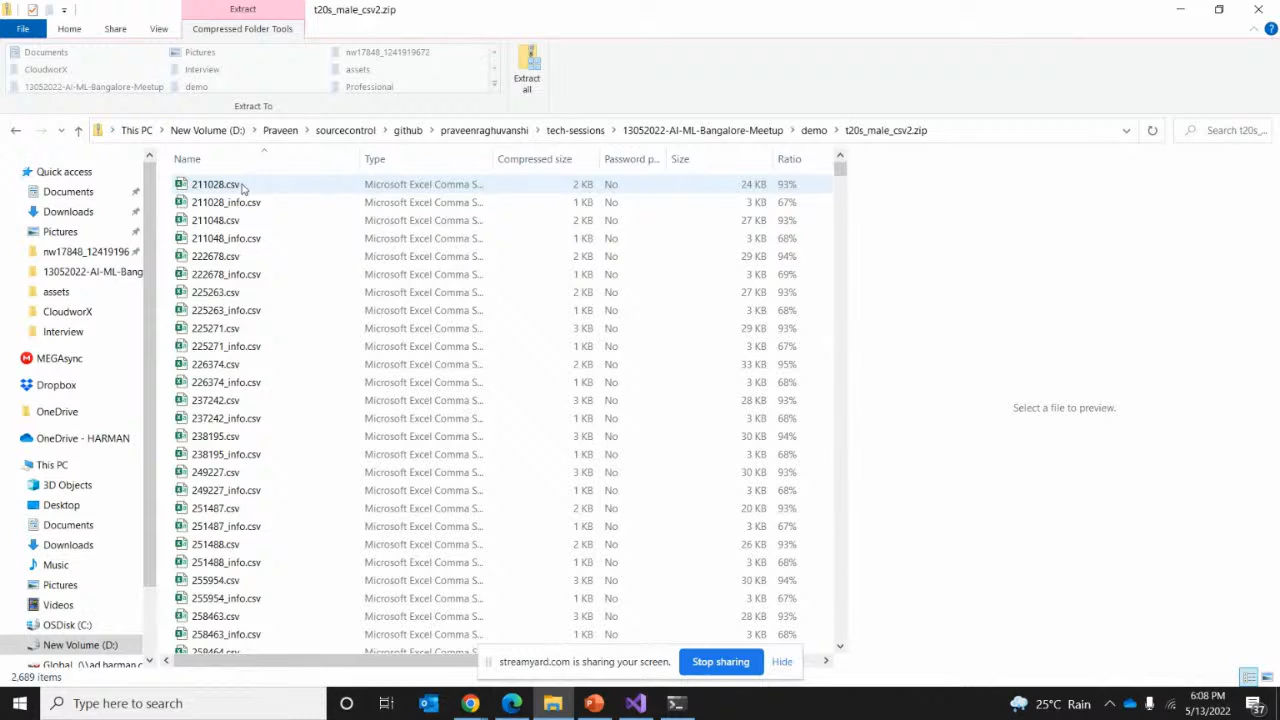 Extract
t20s_male_csv2.zip
File
Home
Share
View
Compressed Folder Tools
Documents
Pictures
nw17848_1241919672
CloudworX
Interview
assets
13052022-AI-ML-Bangalore-Meetup
demo
Professional
Extract To
Extract
all
This PC
New Volume (D:)
Praveen
sourcecontrol
github
praveenraghuvanshi
tech-sessions
13052022-AI-ML-Bangalore-Meetup
demo
t20s_male_csv2.zip
Search t20s_...
Name
Type
Compressed size
Password p...
Size
Ratio
Quick access
Documents
Downloads
Pictures
nw17848_12419196
13052022-AI-ML-Bang
assets
CloudworX
Interview
MEGAsync
Dropbox
OneDrive
OneDrive - HARMAN
This PC
3D Objects
Desktop
Documents
Downloads
Music
Pictures
Videos
OSDisk (C:)
New Volume (D:)
Global (\\ad.harman.c
211028.csv Microsoft Excel Comma S... 2 KB No 24 KB 93%
211028_info.csv Microsoft Excel Comma S... 1 KB No 3 KB 67%
211048.csv Microsoft Excel Comma S... 2 KB No 27 KB 93%
211048_info.csv Microsoft Excel Comma S... 1 KB No 3 KB 68%
222678.csv Microsoft Excel Comma S... 2 KB No 29 KB 94%
222678_info.csv Microsoft Excel Comma S... 1 KB No 3 KB 69%
225263.csv Microsoft Excel Comma S... 2 KB No 27 KB 93%
225263_info.csv Microsoft Excel Comma S... 1 KB No 3 KB 68%
225271.csv Microsoft Excel Comma S... 3 KB No 29 KB 93%
225271_info.csv Microsoft Excel Comma S... 1 KB No 3 KB 67%
226374.csv Microsoft Excel Comma S... 2 KB No 33 KB 95%
226374_info.csv Microsoft Excel Comma S... 1 KB No 3 KB 68%
237242.csv Microsoft Excel Comma S... 3 KB No 28 KB 93%
237242_info.csv Microsoft Excel Comma S... 1 KB No 3 KB 68%
238195.csv Microsoft Excel Comma S... 3 KB No 30 KB 94%
238195_info.csv Microsoft Excel Comma S... 1 KB No 3 KB 68%
249227.csv Microsoft Excel Comma S... 3 KB No 30 KB 93%
249227_info.csv Microsoft Excel Comma S... 1 KB No 3 KB 68%
251487.csv Microsoft Excel Comma S... 2 KB No 20 KB 93%
251487_info.csv Microsoft Excel Comma S... 1 KB No 3 KB 67%
251488.csv Microsoft Excel Comma S... 2 KB No 26 KB 93%
251488_info.csv Microsoft Excel Comma S... 1 KB No 3 KB 68%
255954.csv Microsoft Excel Comma S... 3 KB No 30 KB 94%
255954_info.csv Microsoft Excel Comma S... 1 KB No 3 KB 67%
258463.csv Microsoft Excel Comma S... 3 KB No 28 KB 93%
258463_info.csv Microsoft Excel Comma S... 1 KB No 3 KB 68%
258464.csv
Select a file to preview.
streamyard.com is sharing your screen.
Stop sharing
Hide
2,689 items
Type here to search
25°C Rain
6:08 PM
5/13/2022
37